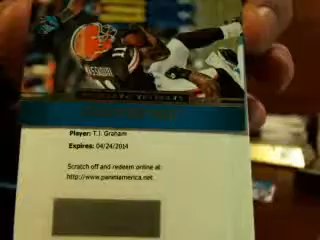 Player: T.J. Graham
Expires: 04/24/2014
Scratch off and redeem online at:
http://www.paniniamerica.net